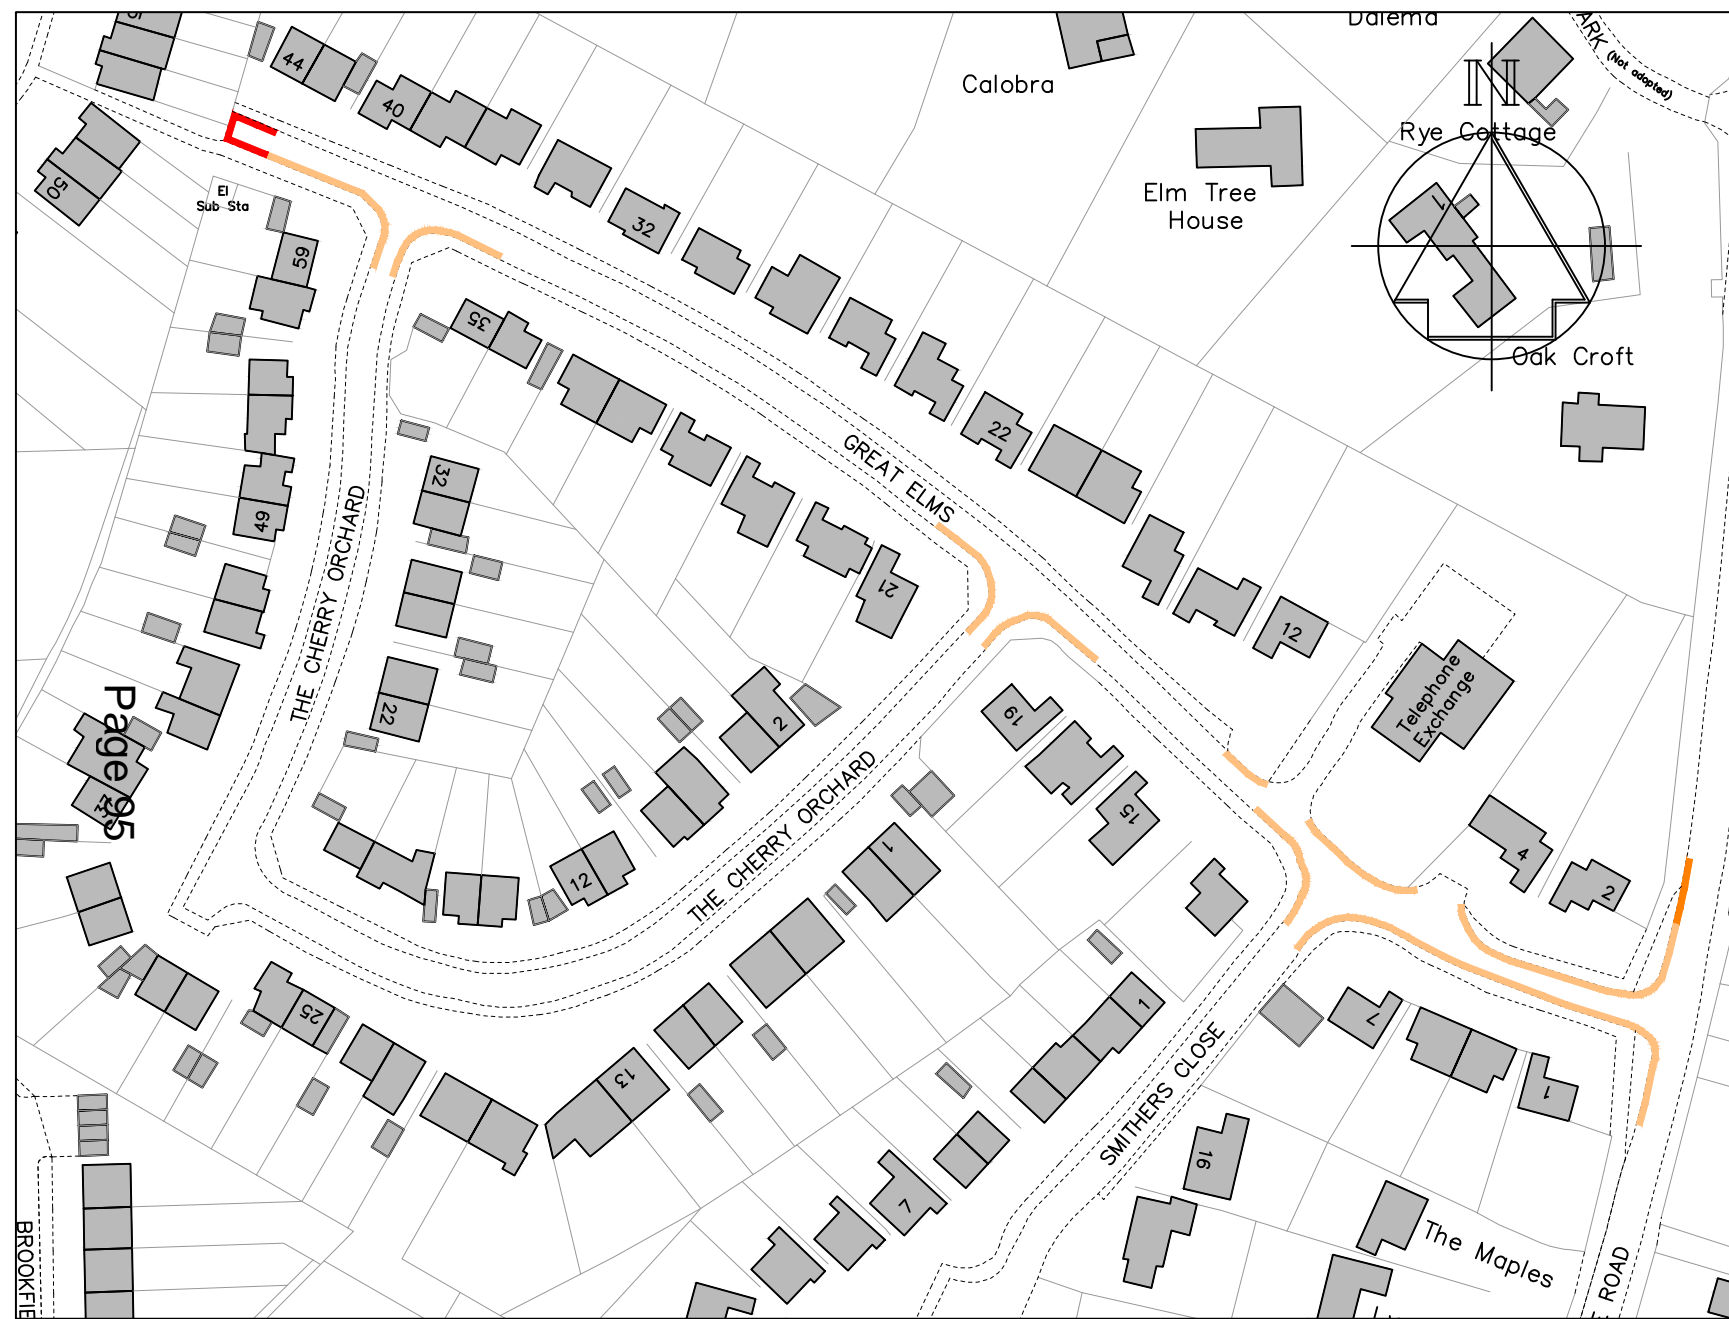 Dalema
ARK (Not adopted)
N
44
Calobra
40
Rye Cottage
50
El
Sub Sta
Elm Tree
House
1
32
59
35
Oak Croft
22
GREAT ELMS
32
49
THE CHERRY ORCHARD
21
12
Telephone
Exchange
Page 95
22
2
19
15
4
2
THE CHERRY ORCHARD
1
12
25
1
7
13
SMITHERS CLOSE
1
16
7
The Maples
BROOKFIE
ROAD